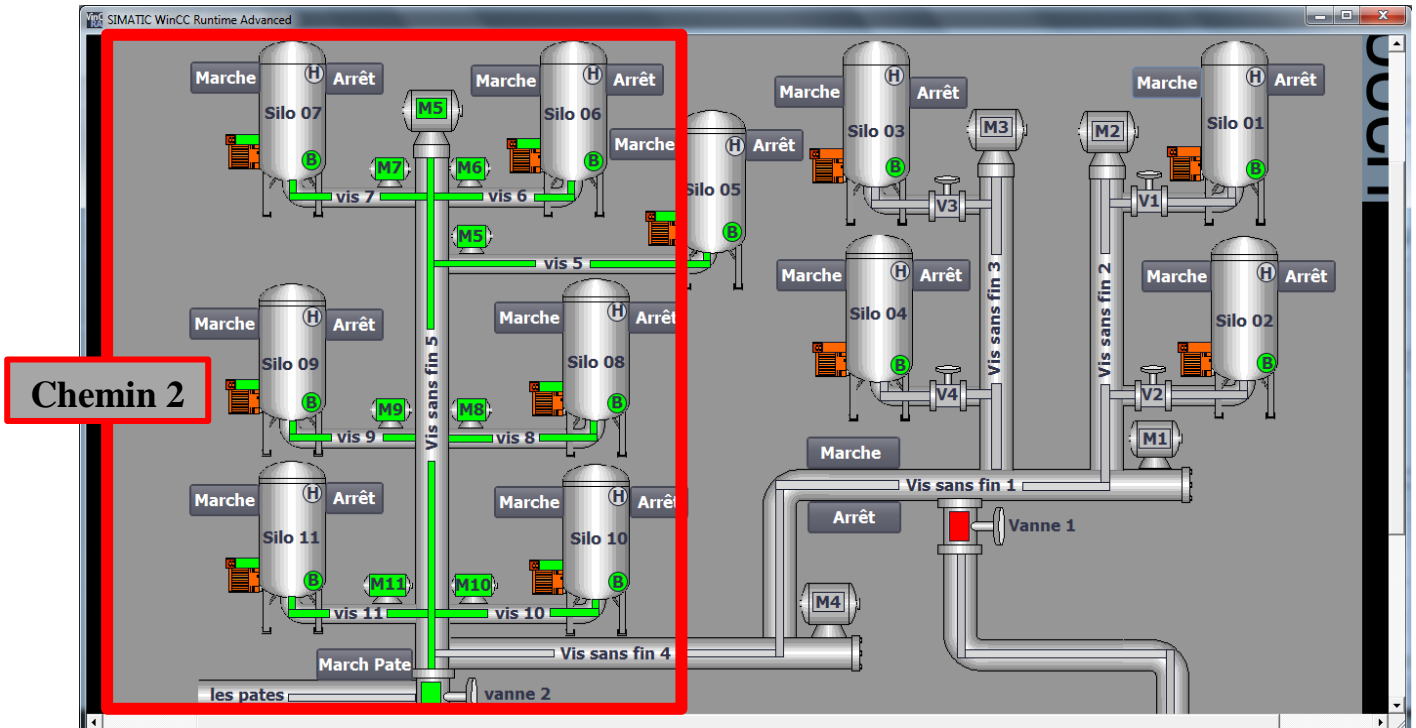 SIMATIC WinCC Runtime Advanced
Marche
H
Arrêt
Silo 07
B
M5
Marche
H
Arrêt
Silo 06
B
Marche
H
Arrêt
Silo 05
B
M7
M6
vis 7
vis 6
M5
vis 5
Marche
H
Arrêt
Silo 09
B
Marche
H
Arrêt
Silo 08
B
Vis sans fin 5
M9
M8
vis 9
vis 8
Marche
H
Arrêt
Silo 11
B
Marche
H
Arrêt
Silo 10
B
M11
M10
vis 11
vis 10
March Pate
les pates
vanne 2
Vis sans fin 4
M4
Chemin 2
Marche
H
Arrêt
Silo 03
B
M3
M2
Marche
H
Arrêt
Silo 01
B
V3
V1
Marche
H
Arrêt
Silo 04
B
Vis sans fin 3
Vis sans fin 2
Marche
H
Arrêt
Silo 02
B
V4
V2
M1
Marche
Vis sans fin 1
Arrêt
Vanne 1